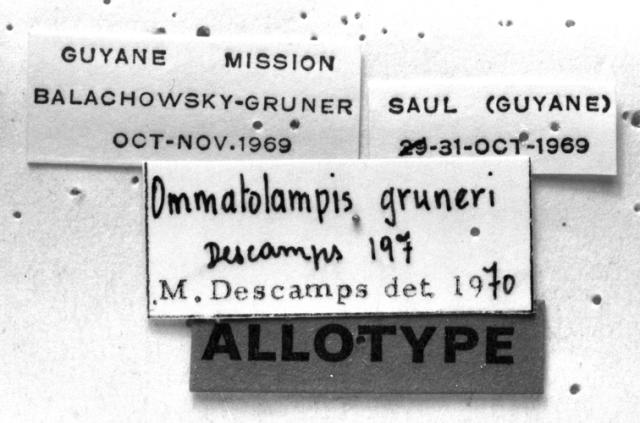 GUYANE MISSION
BALACHOWSKY-GRUNER
OCT-NOV.1969
SAUL (GUYANE)
29-31-OCT-1969
Ommatolampis gruneri
Descamps 197
M. Descamps det. 1970
ALLOTYPE